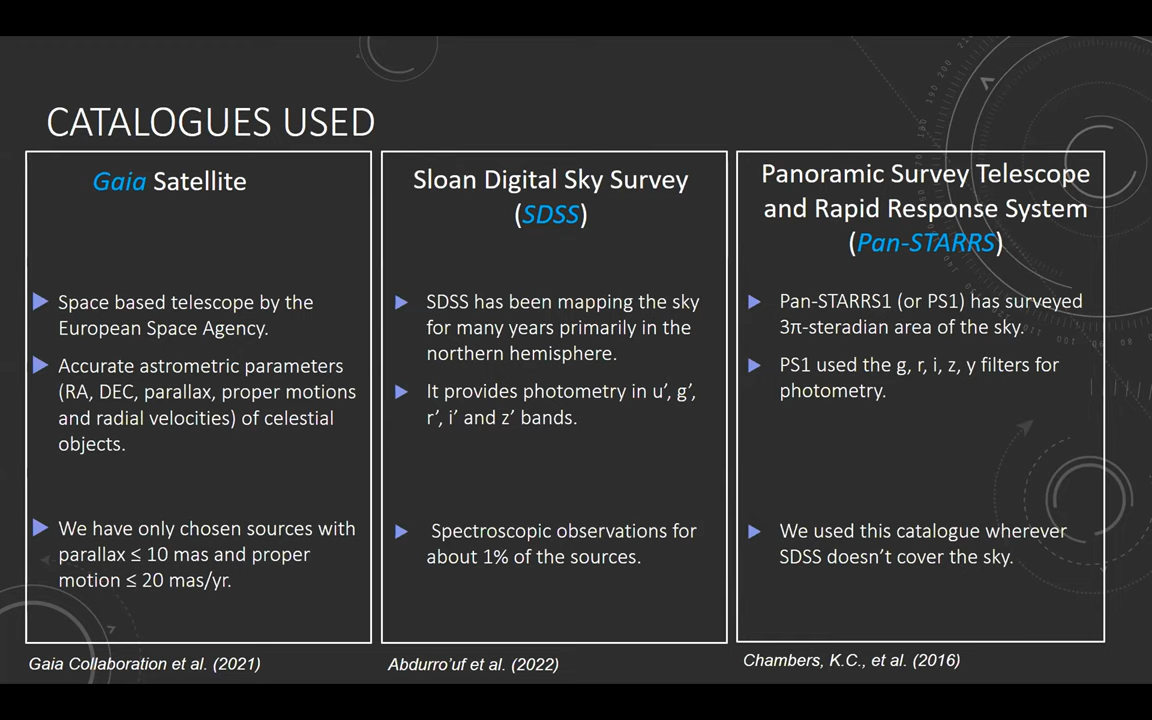 CATALOGUES USED
Gaia Satellite
Space based telescope by the
European Space Agency.
Accurate astrometric parameters
(RA, DEC, parallax, proper motions
and radial velocities) of celestial
objects.
We have only chosen sources with
parallax ≤ 10 mas and proper
motion ≤ 20 mas/yr.
Gaia Collaboration et al. (2021)
Sloan Digital Sky Survey
(SDSS)
SDSS has been mapping the sky
for many years primarily in the
northern hemisphere.
It provides photometry in u’, g’,
r’, i’ and z’ bands.
Spectroscopic observations for
about 1% of the sources.
Abdurro’uf et al. (2022)
Panoramic Survey Telescope
and Rapid Response System
(Pan-STARRS)
Pan-STARRS1 (or PS1) has surveyed
3π-steradian area of the sky.
PS1 used the g, r, i, z, y filters for
photometry.
We used this catalogue wherever
SDSS doesn’t cover the sky.
Chambers, K.C., et al. (2016)